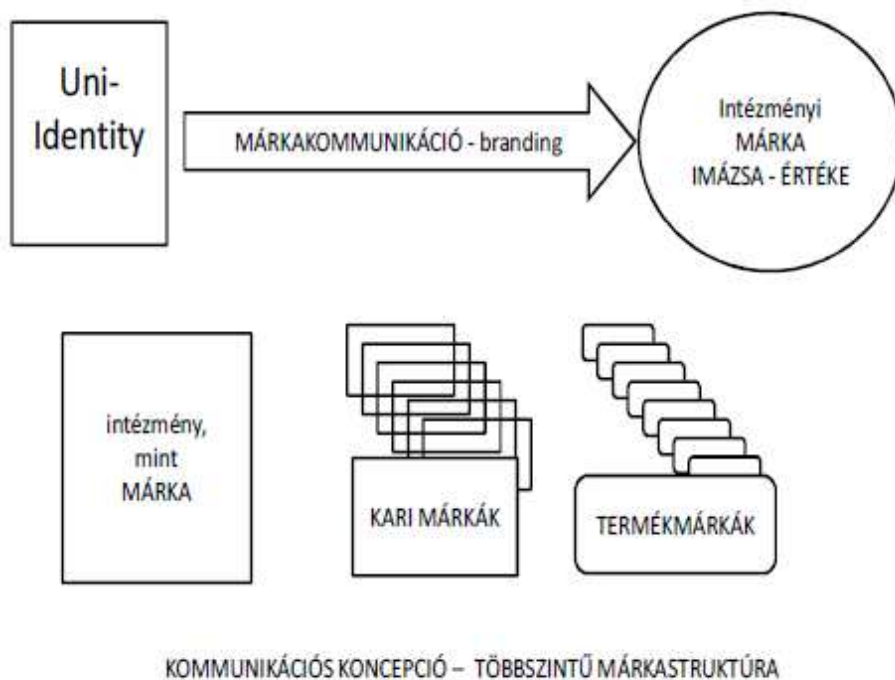 Uni-
Identity
MÁRKAKOMMUNIKÁCIÓ - branding
Intézményi
MÁRKA
IMÁZSA - ÉRTÉKE
intézmény,
mint
MÁRKA
KARI MÁRKÁK
TERMÉKMÁRKÁK
KOMMUNIKÁCIÓS KONCEPCIÓ – TÖBBSZINTŰ MÁRKASTRUKTÚRA